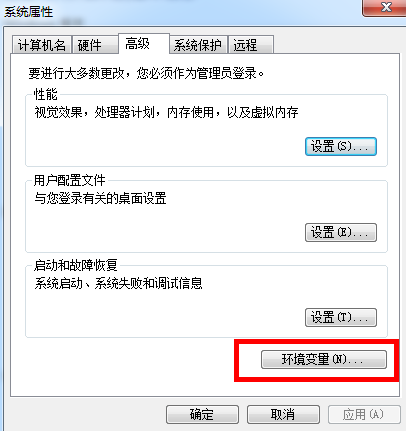 系统属性
计算机名 硬件 高级 系统保护 远程
要进行大多数更改，您必须作为管理员登录。
性能
视觉效果，处理器计划，内存使用，以及虚拟内存
设置(S)...
用户配置文件
与您登录有关的桌面设置
设置(E)...
启动和故障恢复
系统启动、系统失败和调试信息
设置(T)...
环境变量(N)...
确定 取消 应用(A)